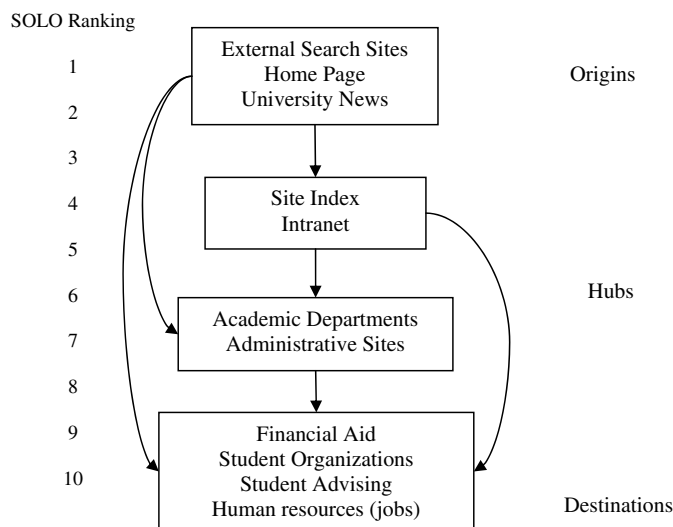 SOLO Ranking
External Search Sites
Home Page
University News
1
Origins
2
3
4
Site Index
Intranet
5
6
Hubs
Academic Departments
Administrative Sites
7
8
9
Financial Aid
Student Organizations
Student Advising
Human resources (jobs)
10
Destinations